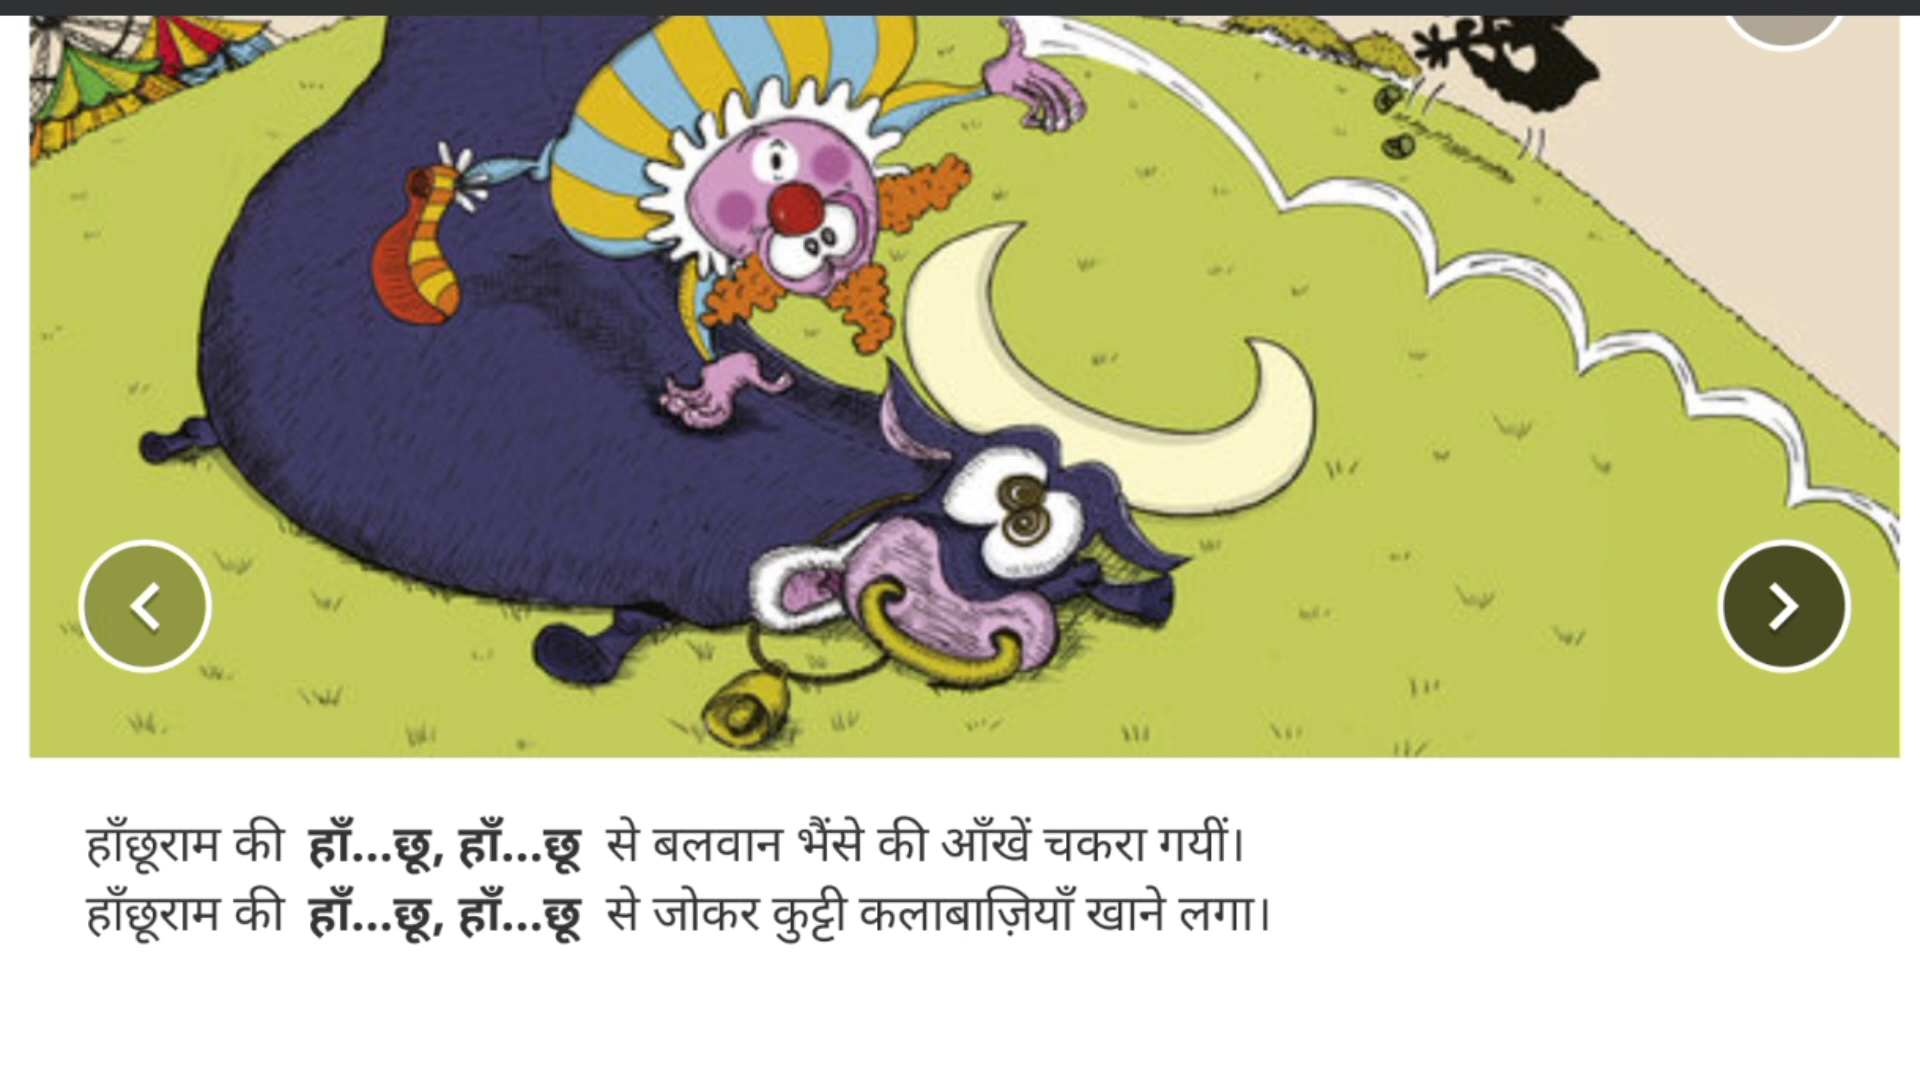 हाँछूराम की हाँ...छू, हाँ...छू से बलवान भैंसे की आँखें चकरा गयीं।
हाँछूराम की हाँ...छू, हाँ...छू से जोकर कुट्टी कलाबाज़ियाँ खाने लगा।